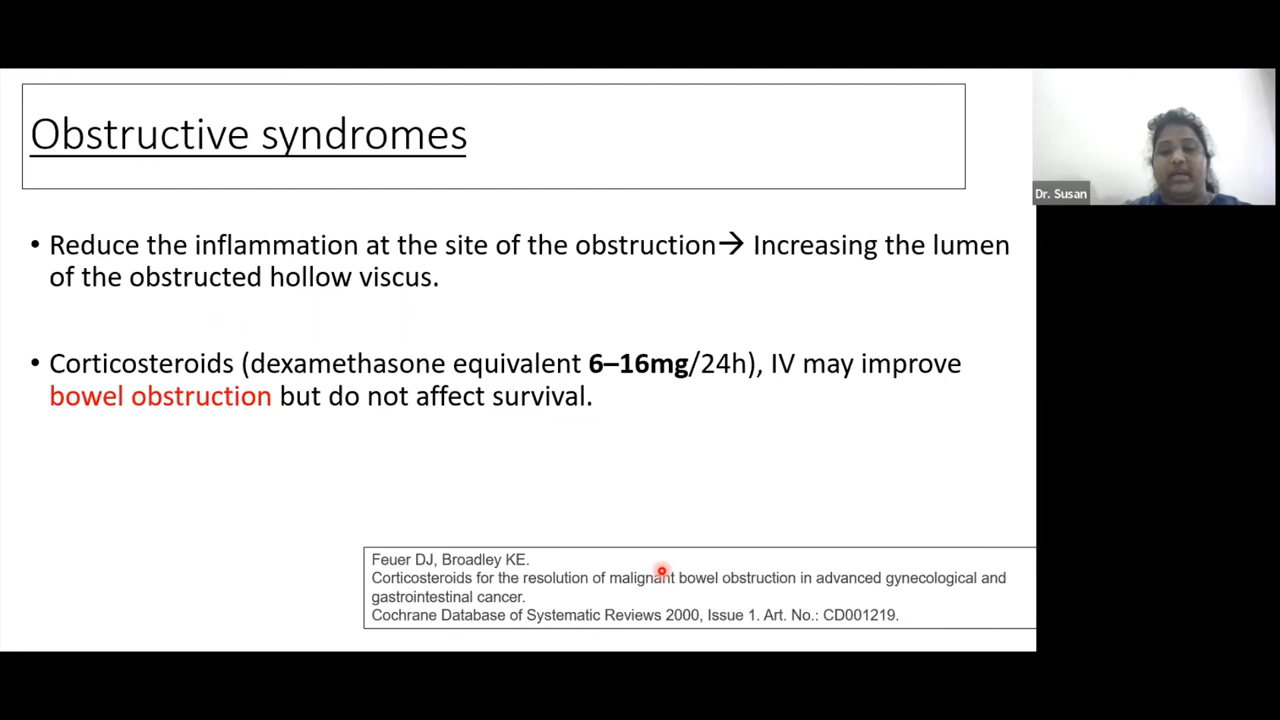 Obstructive syndromes
Dr. Susan
• Reduce the inflammation at the site of the obstruction→ Increasing the lumen
of the obstructed hollow viscus.
• Corticosteroids (dexamethasone equivalent 6–16mg/24h), IV may improve
bowel obstruction but do not affect survival.
Feuer DJ, Broadley KE.
Corticosteroids for the resolution of malignant bowel obstruction in advanced gynecological and
gastrointestinal cancer.
Cochrane Database of Systematic Reviews 2000, Issue 1. Art. No.: CD001219.